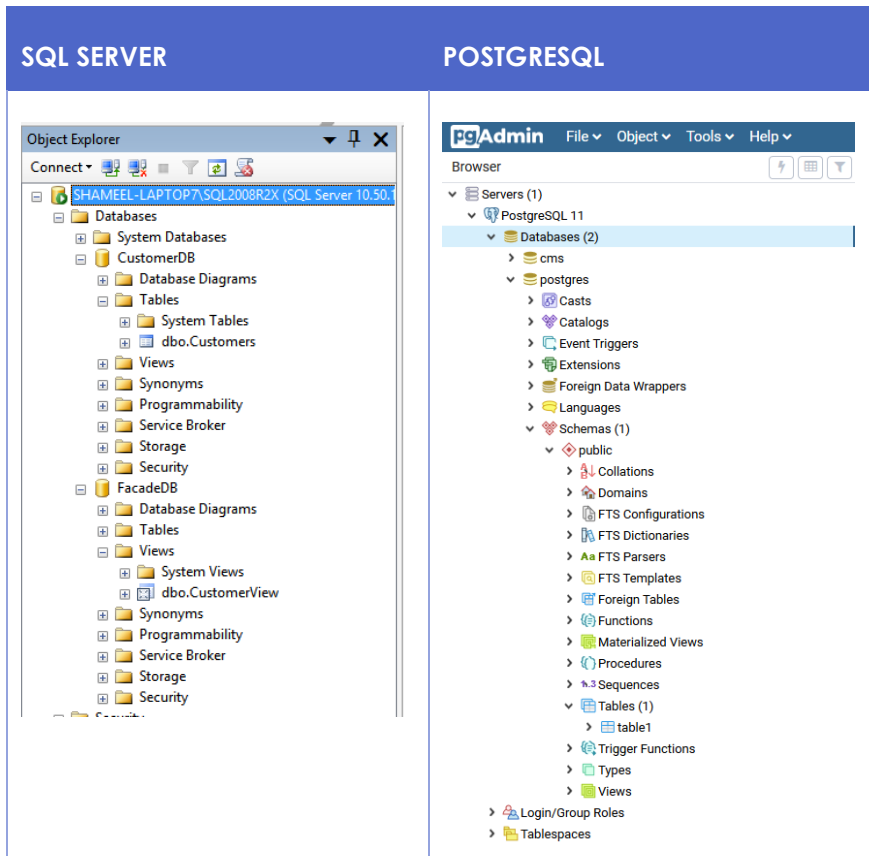 SQL SERVER
POSTGRESQL
Object Explorer
Connect
SHAMEEL-LAPTOP7\SQL2008R2X (SQL Server 10.50.1
Databases
System Databases
CustomerDB
Database Diagrams
Tables
System Tables
dbo.Customers
Views
Synonyms
Programmability
Service Broker
Storage
Security
FacadeDB
Database Diagrams
Tables
Views
System Views
dbo.CustomerView
Synonyms
Programmability
Service Broker
Storage
Security
Security
pgAdmin File Object Tools Help
Browser
Servers (1)
PostgreSQL 11
Databases (2)
cms
postgres
Casts
Catalogs
Event Triggers
Extensions
Foreign Data Wrappers
Languages
Schemas (1)
public
Collations
Domains
FTS Configurations
FTS Dictionaries
Aa FTS Parsers
FTS Templates
Foreign Tables
Functions
Materialized Views
Procedures
1..3 Sequences
Tables (1)
table1
Trigger Functions
Types
Views
Login/Group Roles
Tablespaces